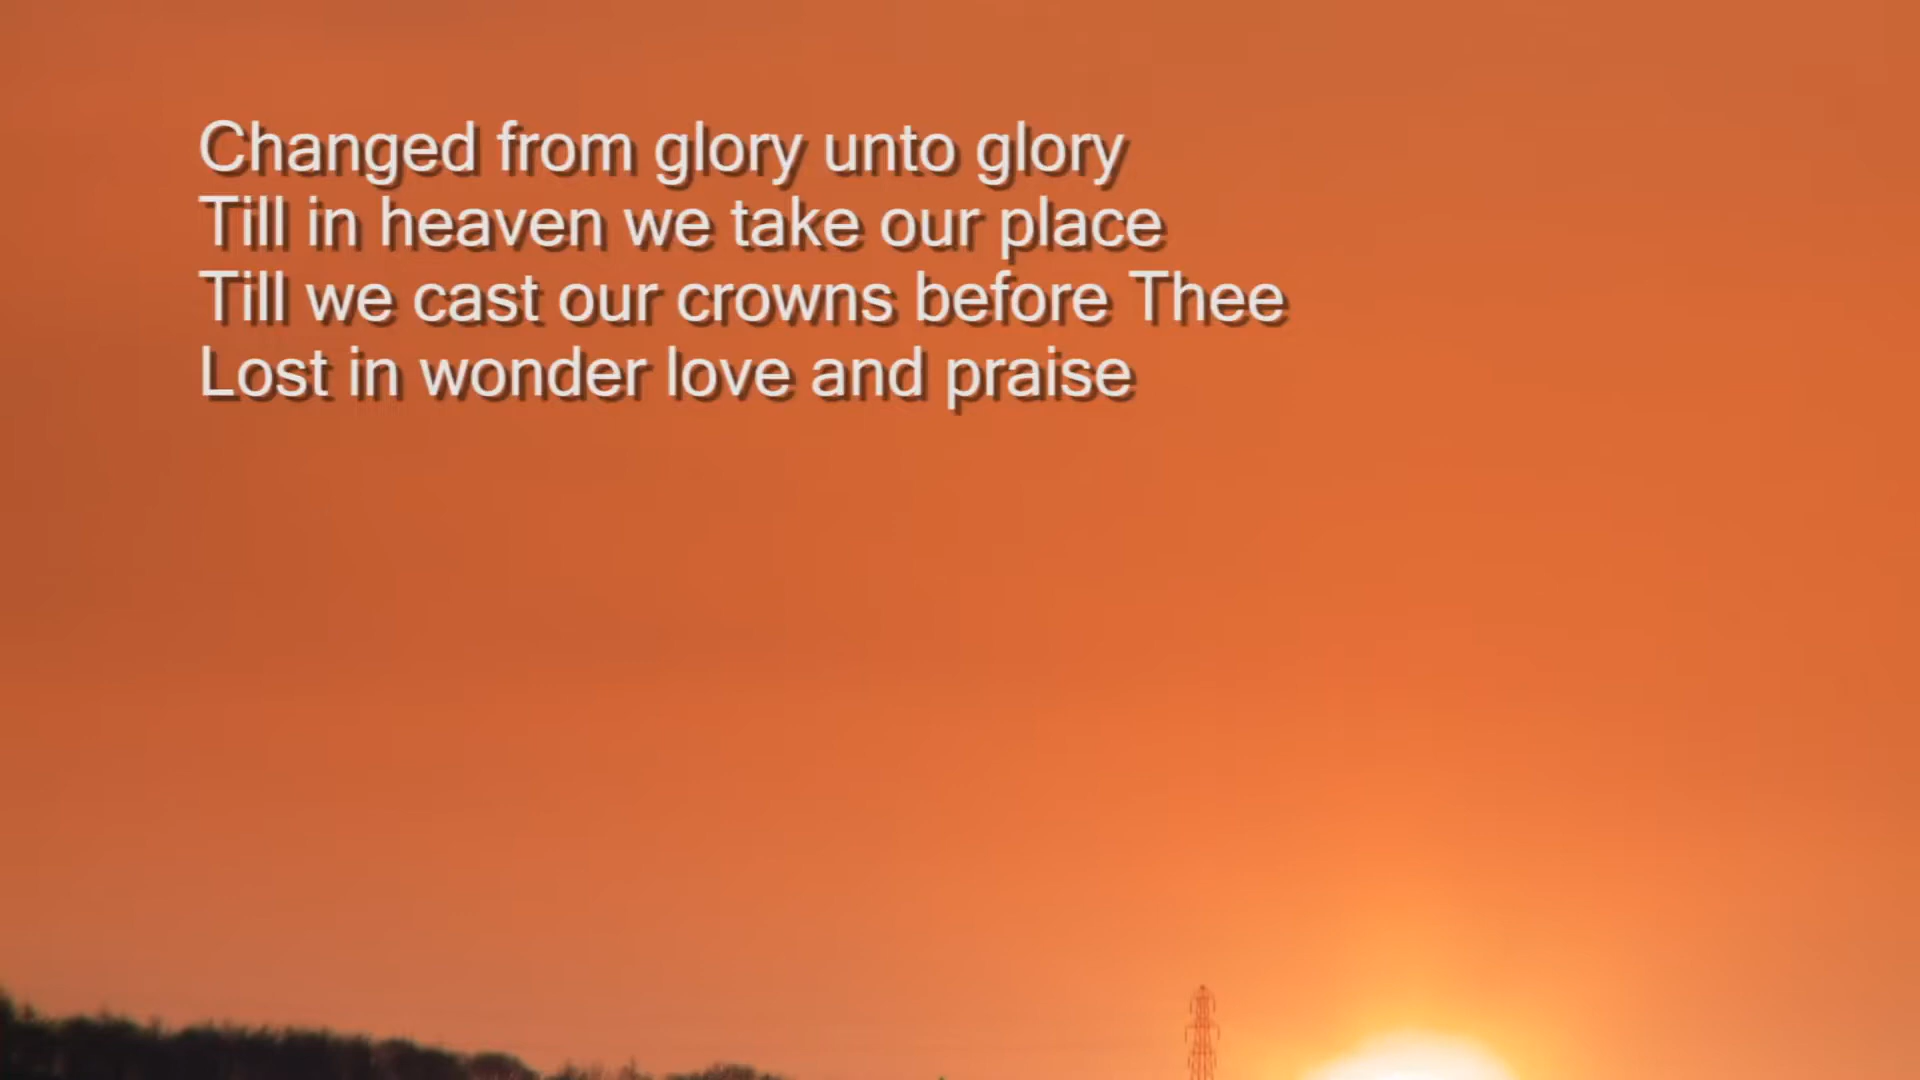 Changed from glory unto glory
Till in heaven we take our place
Till we cast our crowns before Thee
Lost in wonder love and praise